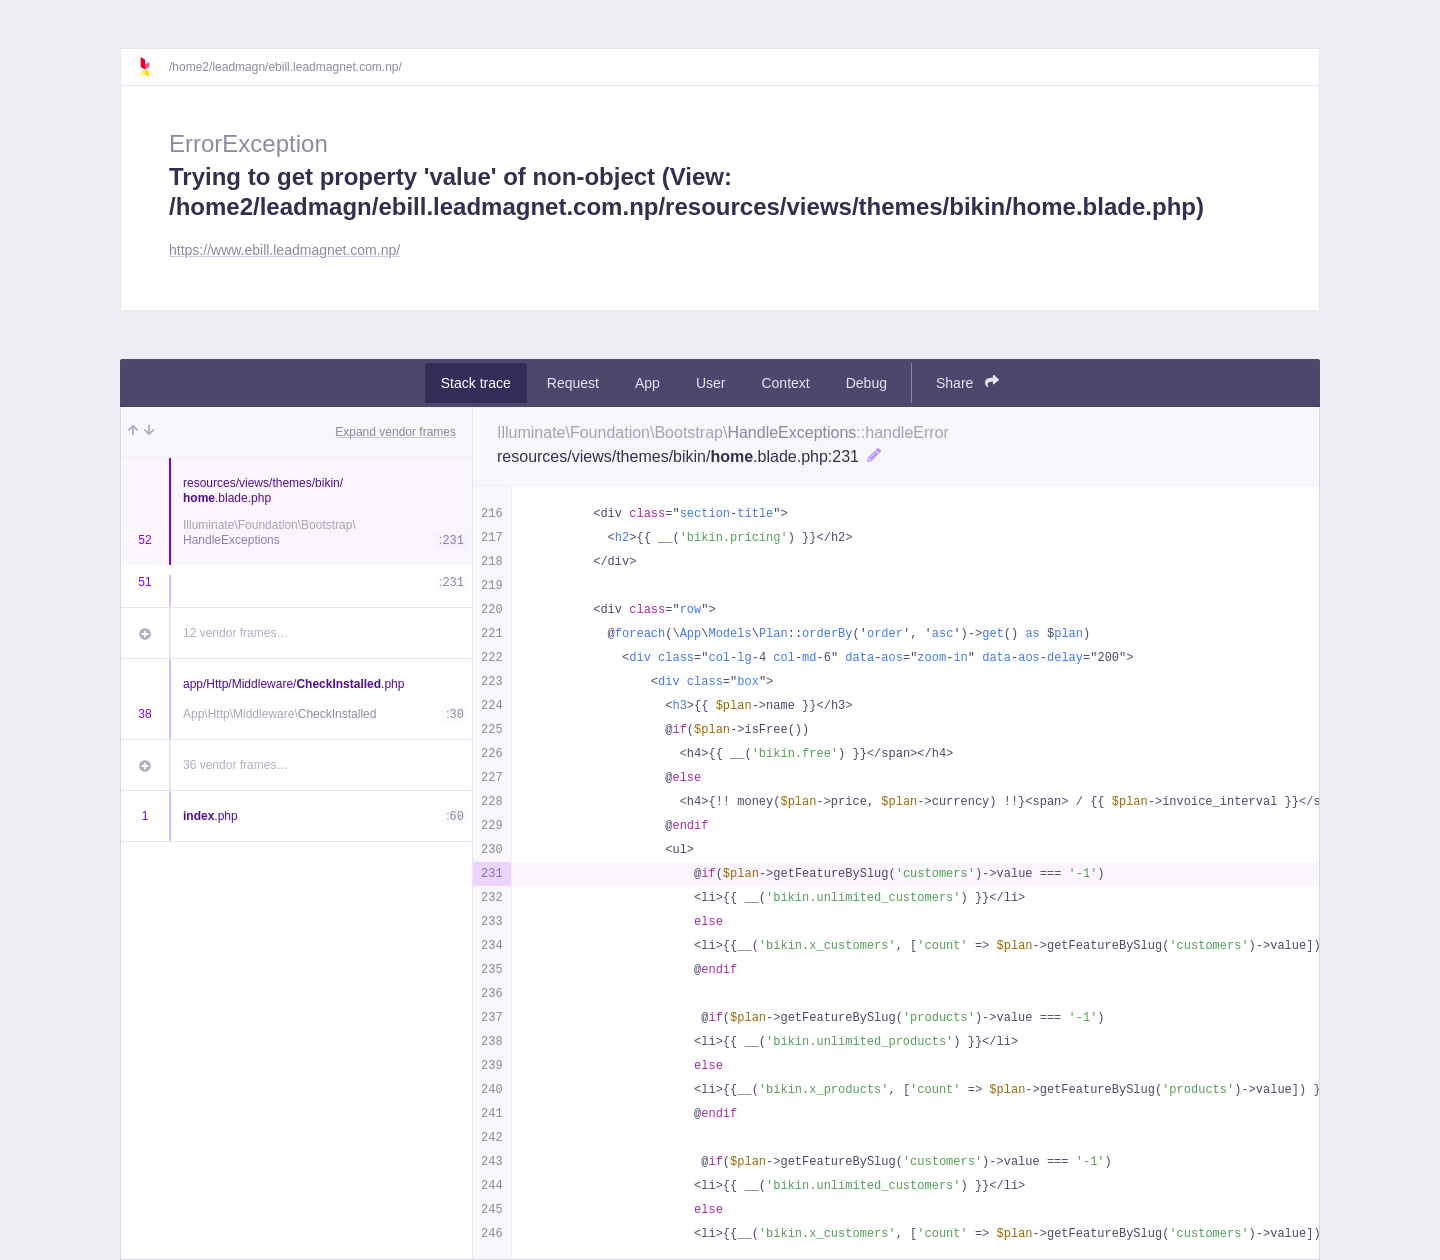 /home2/leadmagn/ebill.leadmagnet.com.np/
ErrorException
Trying to get property 'value' of non-object (View:
/home2/leadmagn/ebill.leadmagnet.com.np/resources/views/themes/bikin/home.blade.php)
https://www.ebill.leadmagnet.com.np/
Stack trace Request App User Context Debug Share
Expand vendor frames
resources/views/themes/bikin/
home.blade.php
Illuminate\Foundation\Bootstrap\
52 HandleExceptions :231
51 :231
12 vendor frames…
app/Http/Middleware/CheckInstalled.php
38 App\Http\Middleware\CheckInstalled :30
36 vendor frames…
1 index.php :60
Illuminate\Foundation\Bootstrap\HandleExceptions::handleError
resources/views/themes/bikin/home.blade.php:231
216 <div class="section-title">
217 <h2>{{ __('bikin.pricing') }}</h2>
218 </div>
219
220 <div class="row">
221 @foreach(\App\Models\Plan::orderBy('order', 'asc')->get() as $plan)
222 <div class="col-lg-4 col-md-6" data-aos="zoom-in" data-aos-delay="200">
223 <div class="box">
224 <h3>{{ $plan->name }}</h3>
225 @if($plan->isFree())
226 <h4>{{ __('bikin.free') }}</span></h4>
227 @else
228 <h4>{!! money($plan->price, $plan->currency) !!}<span> / {{ $plan->invoice_interval }}</s
229 @endif
230 <ul>
231 @if($plan->getFeatureBySlug('customers')->value === '-1')
232 <li>{{ __('bikin.unlimited_customers') }}</li>
233 else
234 <li>{{__('bikin.x_customers', ['count' => $plan->getFeatureBySlug('customers')->value])
235 @endif
236
237 @if($plan->getFeatureBySlug('products')->value === '-1')
238 <li>{{ __('bikin.unlimited_products') }}</li>
239 else
240 <li>{{__('bikin.x_products', ['count' => $plan->getFeatureBySlug('products')->value]) }
241 @endif
242
243 @if($plan->getFeatureBySlug('customers')->value === '-1')
244 <li>{{ __('bikin.unlimited_customers') }}</li>
245 else
246 <li>{{__('bikin.x_customers', ['count' => $plan->getFeatureBySlug('customers')->value])